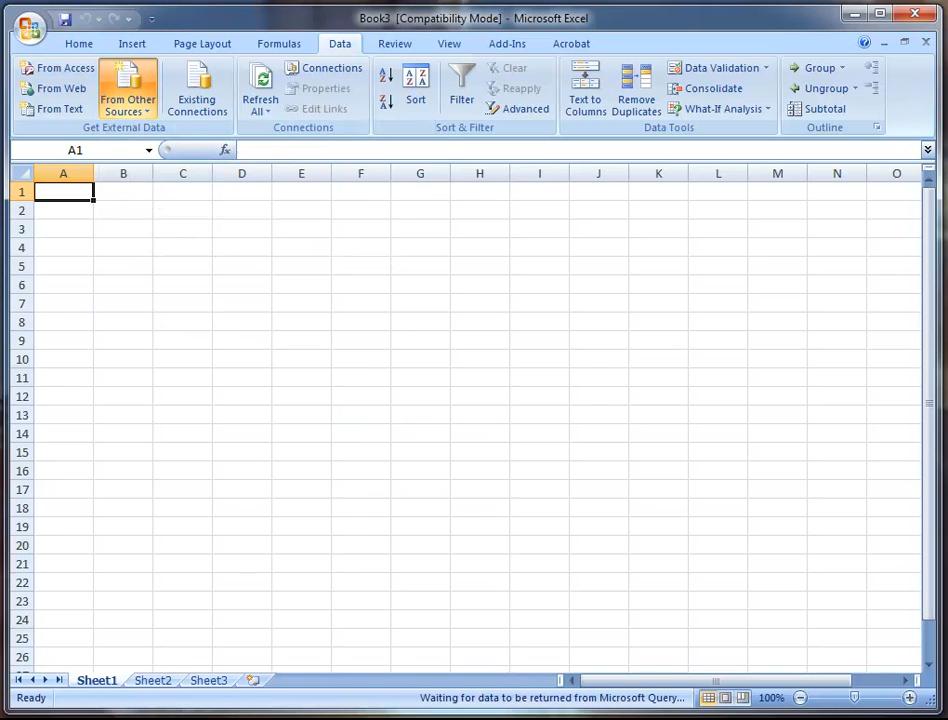 Book3 [Compatibility Mode] - Microsoft Excel
Home Insert Page Layout Formulas Data Review View Add-Ins Acrobat
From Access
From Web
From Text
From Other Sources
Existing Connections
Get External Data
Refresh All
Connections
Properties
Edit Links
Connections
Sort
Filter
Clear
Reapply
Advanced
Sort & Filter
Text to Columns
Remove Duplicates
Data Validation
Consolidate
What-If Analysis
Data Tools
Group
Ungroup
Subtotal
Outline
A1 fx
A B C D E F G H I J K L M N O
1
2
3
4
5
6
7
8
9
10
11
12
13
14
15
16
17
18
19
20
21
22
23
24
25
26
Sheet1 Sheet2 Sheet3
Ready Waiting for data to be returned from Microsoft Query... 100%